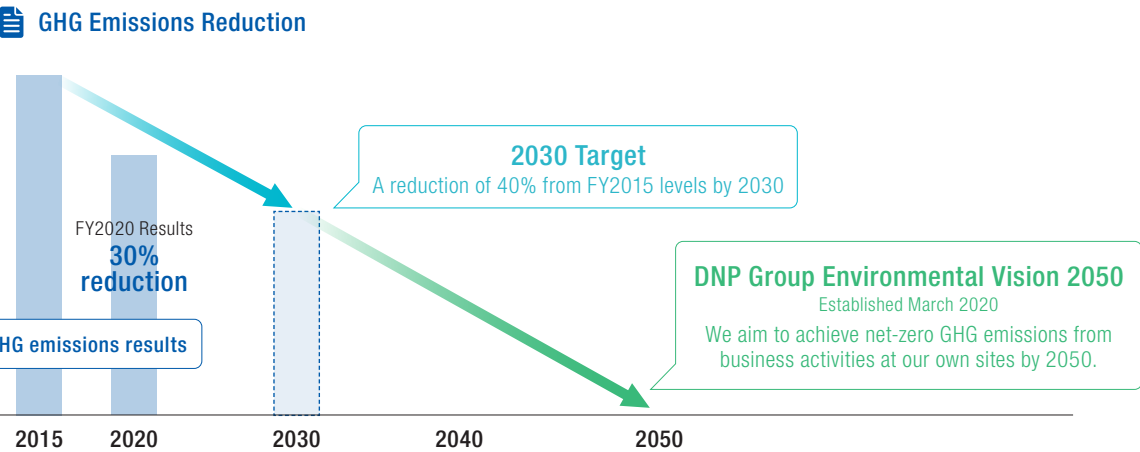 GHG Emissions Reduction
2030 Target
A reduction of 40% from FY2015 levels by 2030
FY2020 Results
30%
reduction
DNP Group Environmental Vision 2050
Established March 2020
We aim to achieve net-zero GHG emissions from
business activities at our own sites by 2050.
HG emissions results
2015
2020
2030
2040
2050